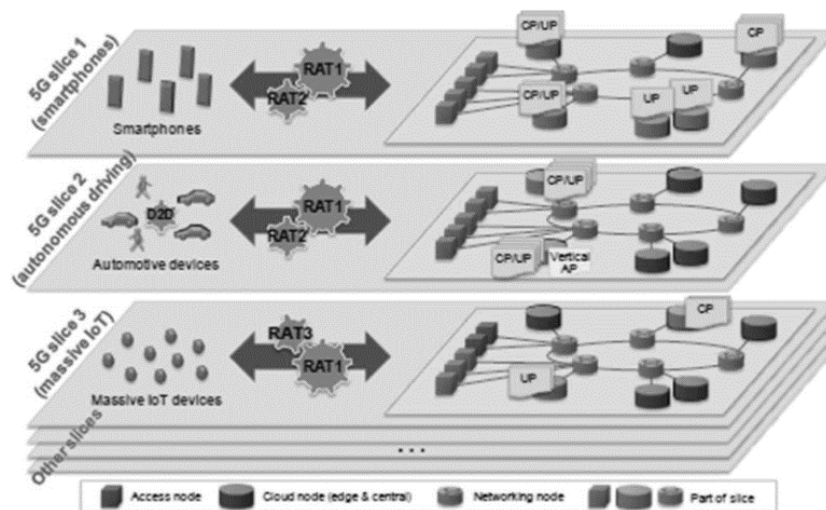 5G slice 1
(smartphones)
Smartphones
RAT1
RAT2
CP/UP
CP
CP/UP
UP
UP
5G slice 2
(autonomous driving)
D2D
Automotive devices
RAT1
RAT2
CP/UP
CP/UP
Vertical
AP
5G slice 3
(massive IoT)
Massive IoT devices
RAT3
RAT1
CP
UP
Other slices
...
Access node
Cloud node (edge & central)
Networking node
Part of slice